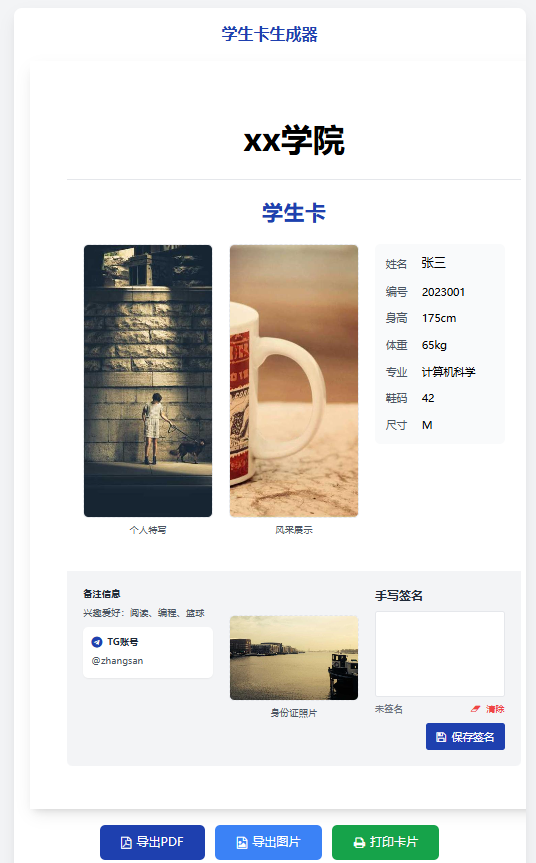 学生卡生成器
xx学院
学生卡
姓名 张三
编号 2023001
身高 175cm
体重 65kg
专业 计算机科学
鞋码 42
尺寸 M
个人特写
风采展示
备注信息
兴趣爱好：阅读、编程、篮球
TG账号
@zhangsan
身份证照片
手写签名
未签名 清除
保存签名
导出PDF 导出图片 打印卡片